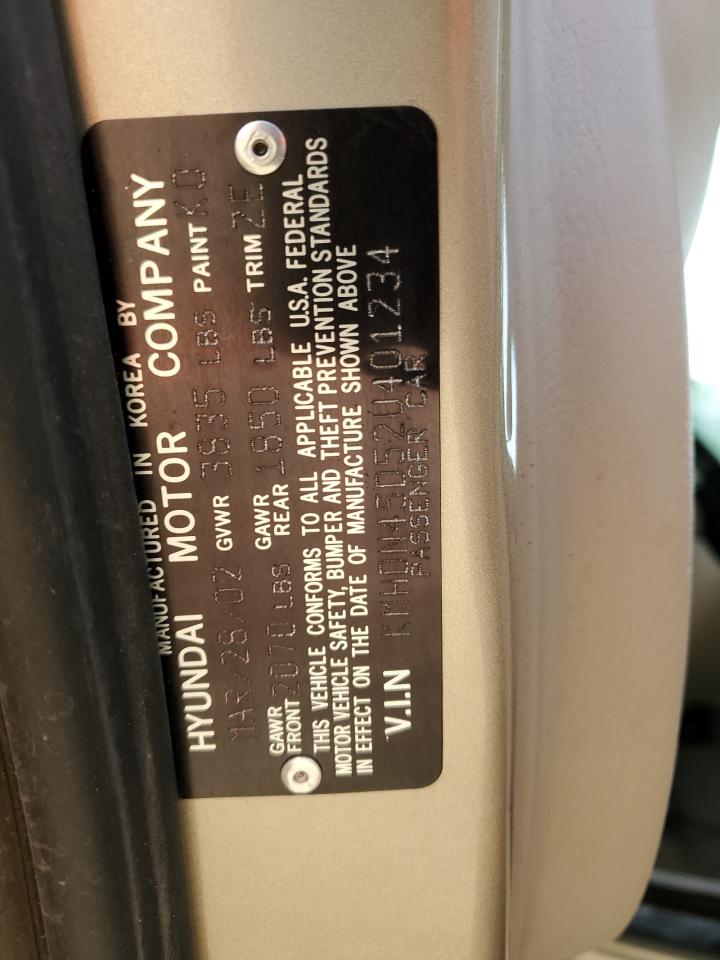 MANUFACTURED IN KOREA BY
HYUNDAI MOTOR COMPANY
MAR/28/02 GVWR 3835 LBS PAINT KO
GAWR FRONT 2070 LBS GAWR REAR 1850 LBS TRIM ZE
THIS VEHICLE CONFORMS TO ALL APPLICABLE U.S.A. FEDERAL
MOTOR VEHICLE SAFETY, BUMPER AND THEFT PREVENTION STANDARDS
IN EFFECT ON THE DATE OF MANUFACTURE SHOWN ABOVE
V.I.N KMHDN45D52U401234
PASSENGER CAR